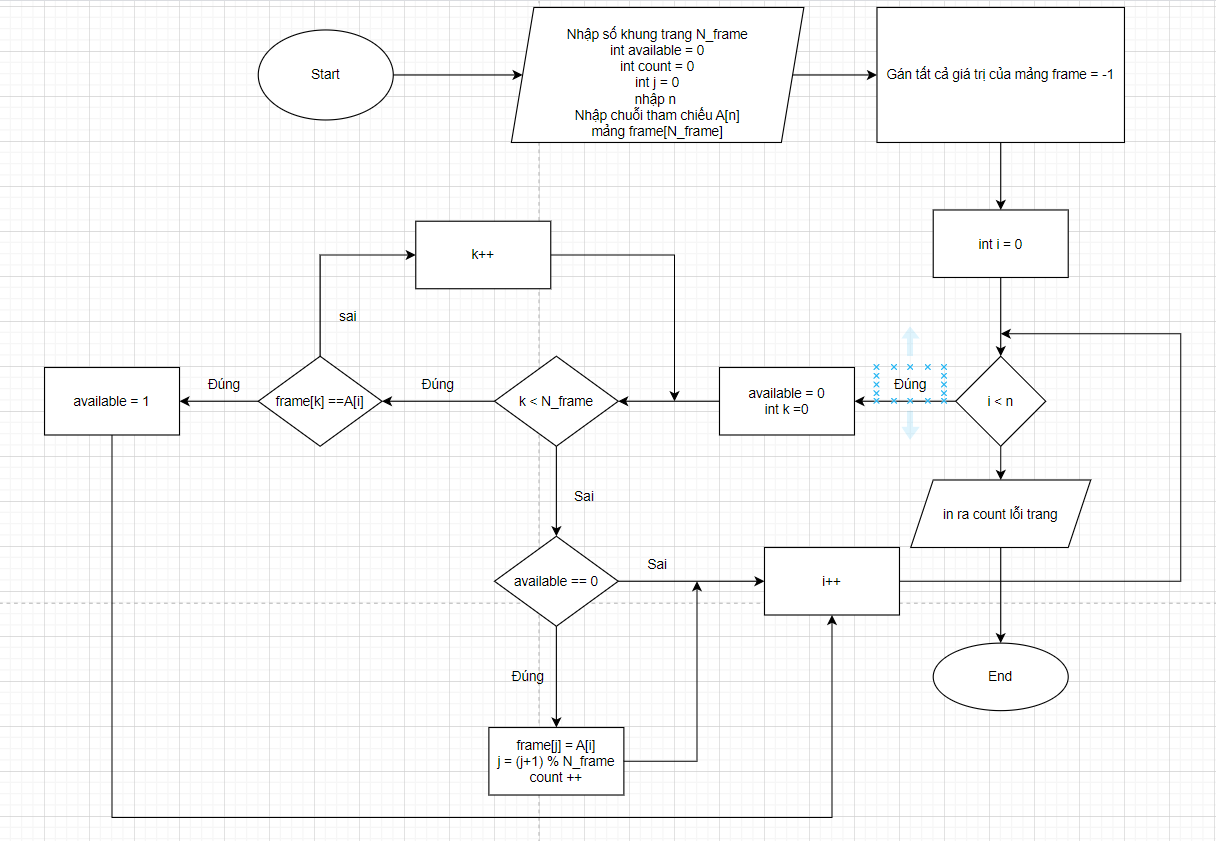 Start
Nhập số khung trang N_frame
int available = 0
int count = 0
int j = 0
nhập n
Nhập chuỗi tham chiếu A[n]
mảng frame[N_frame]
Gán tất cả giá trị của mảng frame = -1
int i = 0
k++
sai
i < n
Đúng
available = 0
int k =0
k < N_frame
Đúng
frame[k] ==A[i]
Đúng
available = 1
Sai
in ra count lỗi trang
available == 0
Sai
i++
Đúng
End
frame[j] = A[i]
j = (j+1) % N_frame
count ++